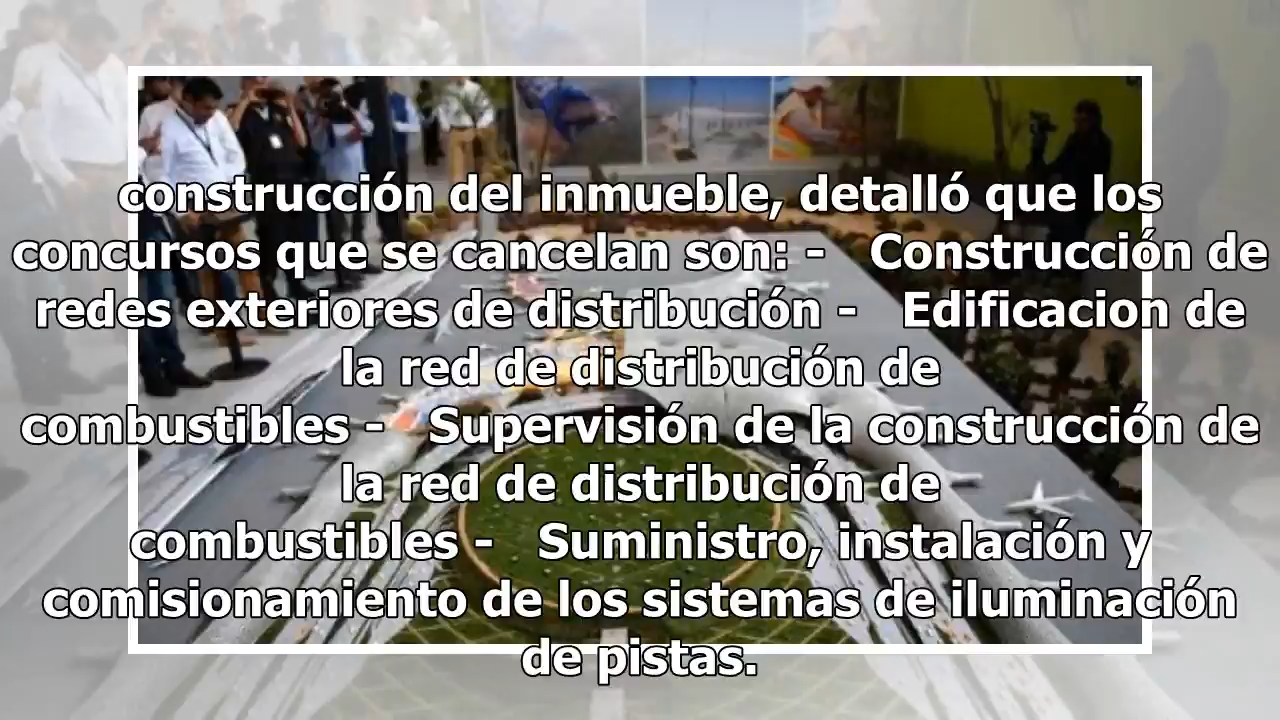 construcción del inmueble, detalló que los
concursos que se cancelan son: -   Construcción de
redes exteriores de distribución -   Edificacion de
la red de distribución de
combustibles -   Supervisión de la construcción de
la red de distribución de
combustibles -   Suministro, instalación y
comisionamiento de los sistemas de iluminación
de pistas.